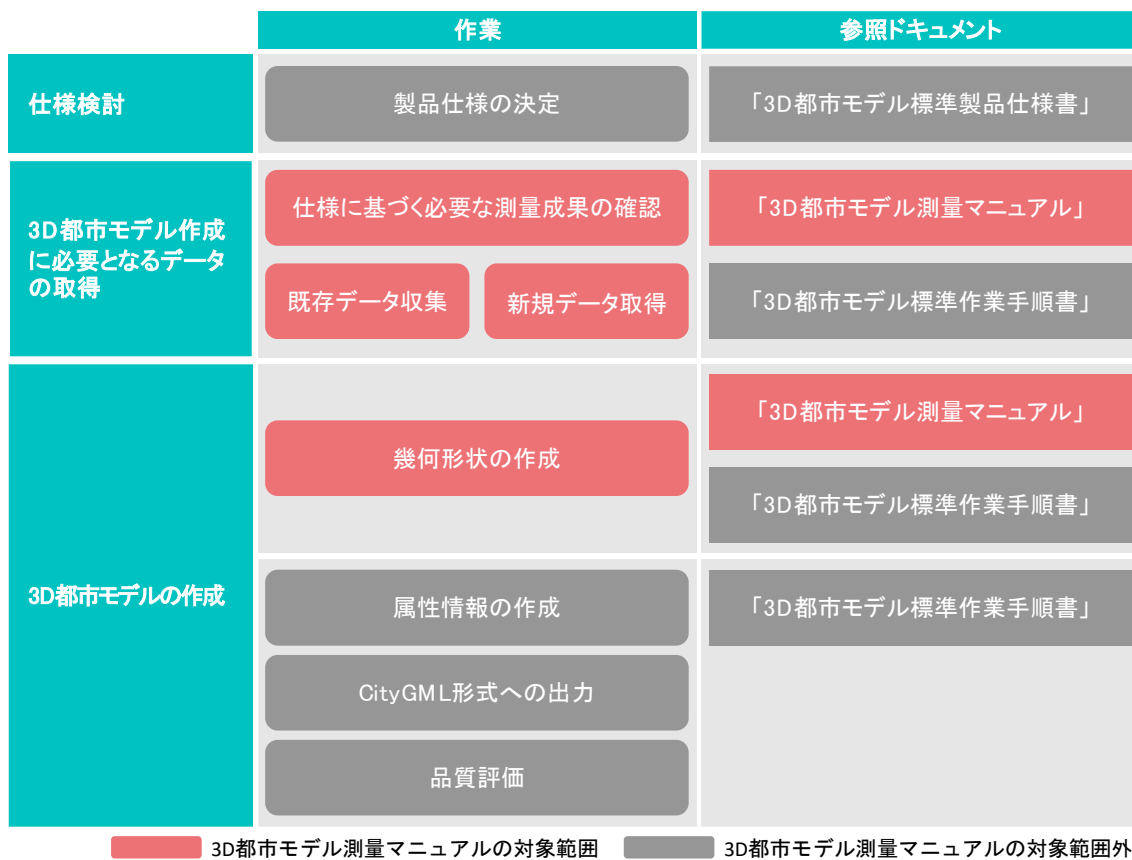 作業
参照ドキュメント
仕様検討
製品仕様の決定
「3D都市モデル標準製品仕様書」
3D都市モデル作成
に必要となるデータ
の取得
仕様に基づく必要な測量成果の確認
「3D都市モデル測量マニュアル」
既存データ収集
新規データ取得
「3D都市モデル標準作業手順書」
3D都市モデルの作成
幾何形状の作成
「3D都市モデル測量マニュアル」
「3D都市モデル標準作業手順書」
属性情報の作成
「3D都市モデル標準作業手順書」
CityGML形式への出力
品質評価
3D都市モデル測量マニュアルの対象範囲
3D都市モデル測量マニュアルの対象範囲外